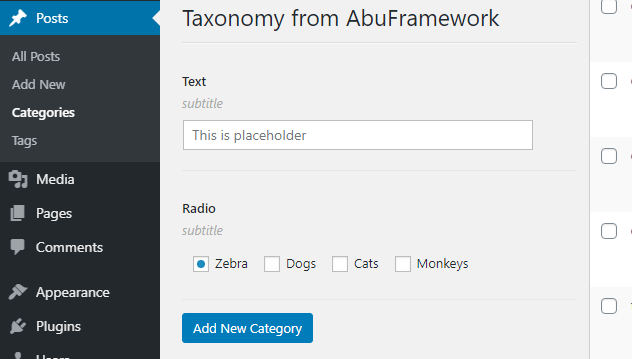 Posts
All Posts
Add New
Categories
Tags
Media
Pages
Comments
Appearance
Plugins
Users
Taxonomy from AbuFramework
Text
subtitle
This is placeholder
Radio
subtitle
Zebra Dogs Cats Monkeys
Add New Category